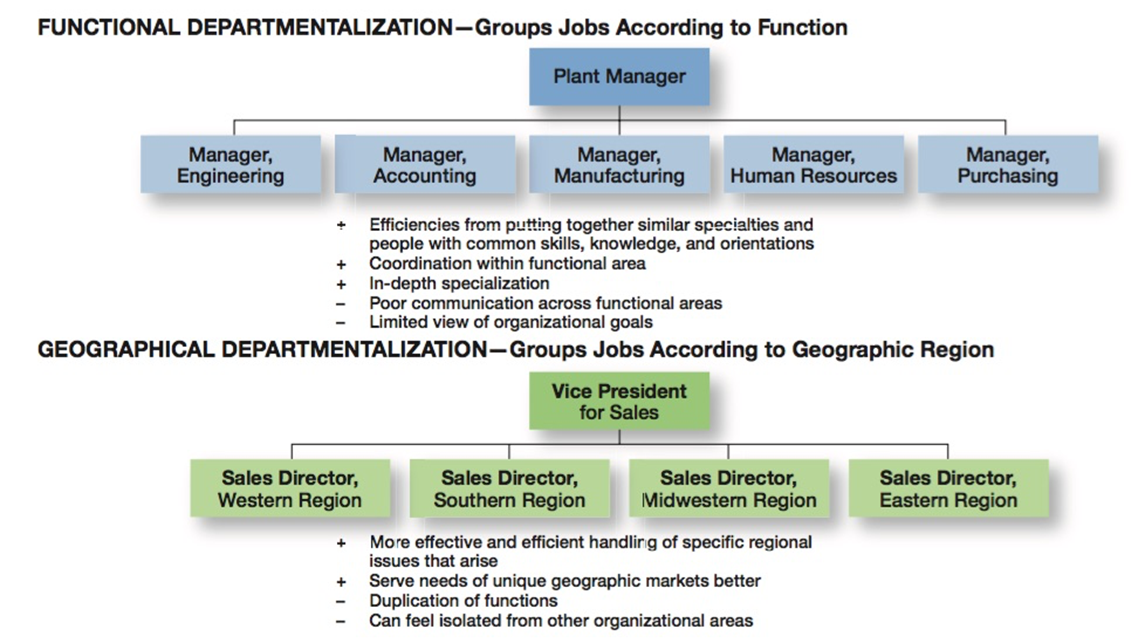 FUNCTIONAL DEPARTMENTALIZATION—Groups Jobs According to Function
Plant Manager
Manager,
Engineering
Manager,
Accounting
Manager,
Manufacturing
Manager,
Human Resources
Manager,
Purchasing
+ Efficiencies from putting together similar specialties and
people with common skills, knowledge, and orientations
+ Coordination within functional area
+ In-depth specialization
– Poor communication across functional areas
– Limited view of organizational goals
GEOGRAPHICAL DEPARTMENTALIZATION—Groups Jobs According to Geographic Region
Vice President
for Sales
Sales Director,
Western Region
Sales Director,
Southern Region
Sales Director,
Midwestern Region
Sales Director,
Eastern Region
+ More effective and efficient handling of specific regional
issues that arise
+ Serve needs of unique geographic markets better
– Duplication of functions
– Can feel isolated from other organizational areas